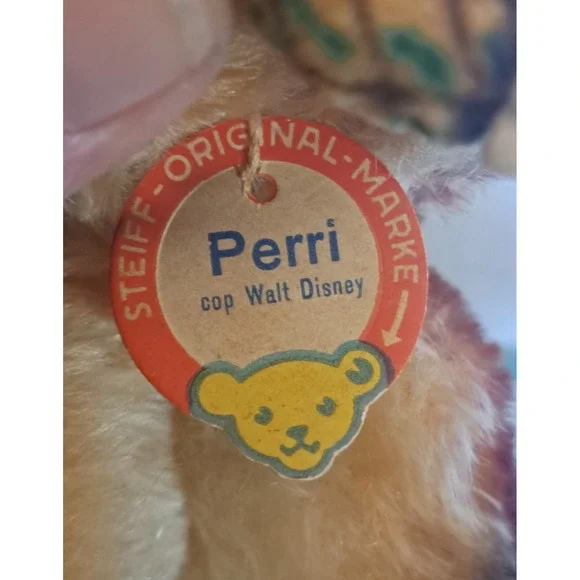 STEIFF-ORIGINAL-MARKE
Perri
cop Walt Disney